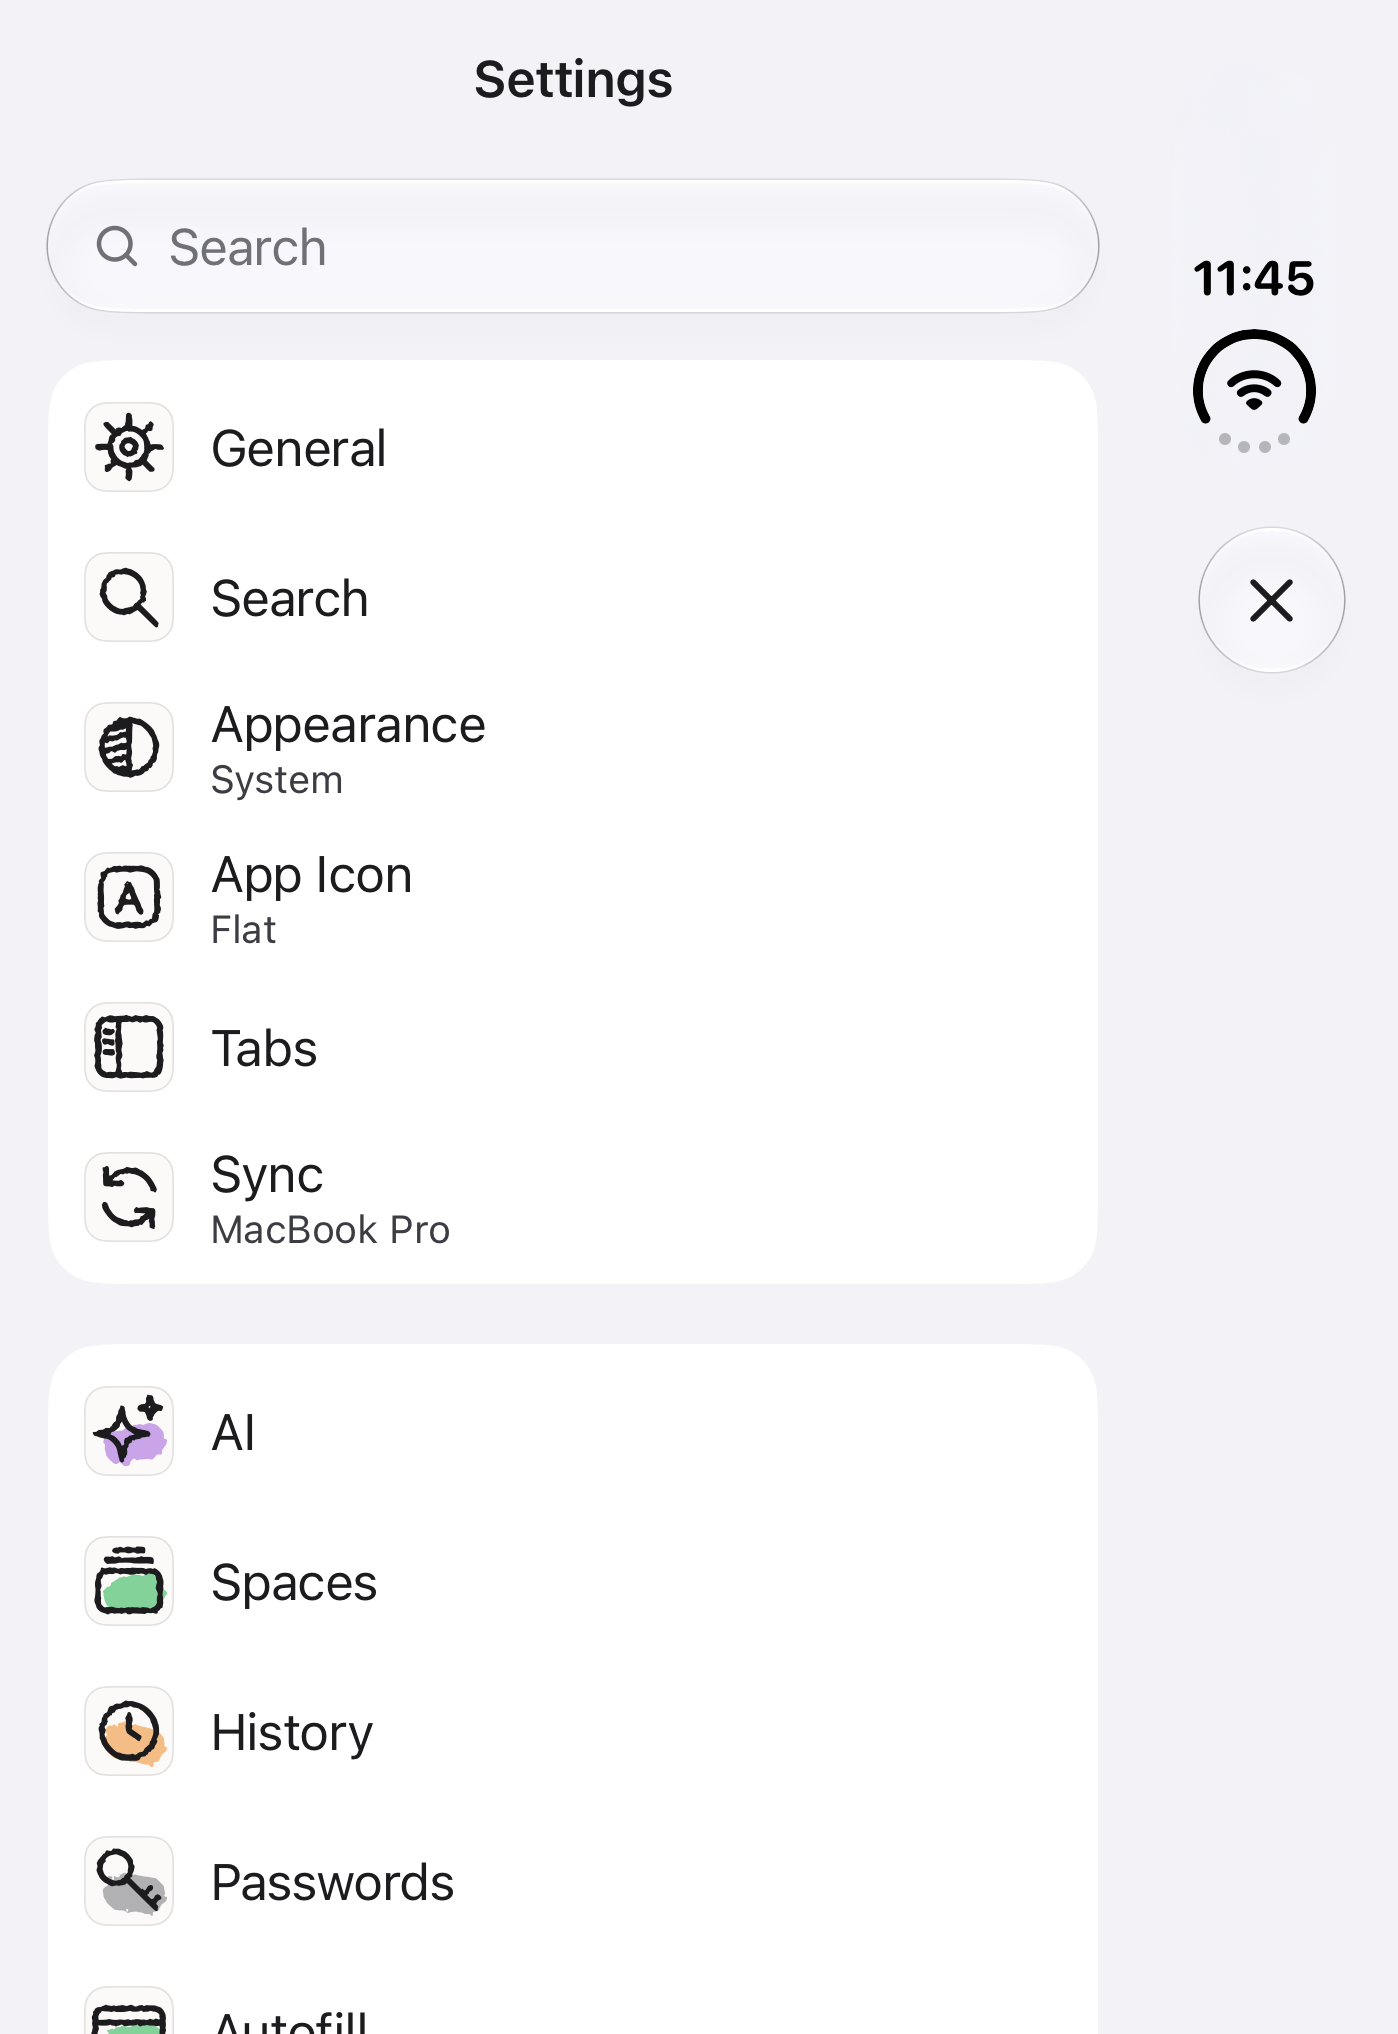 Settings
Search
11:45
General
Search
Appearance
System
A
App Icon
Flat
Tabs
Sync
MacBook Pro
AI
Spaces
History
Passwords
Autofill